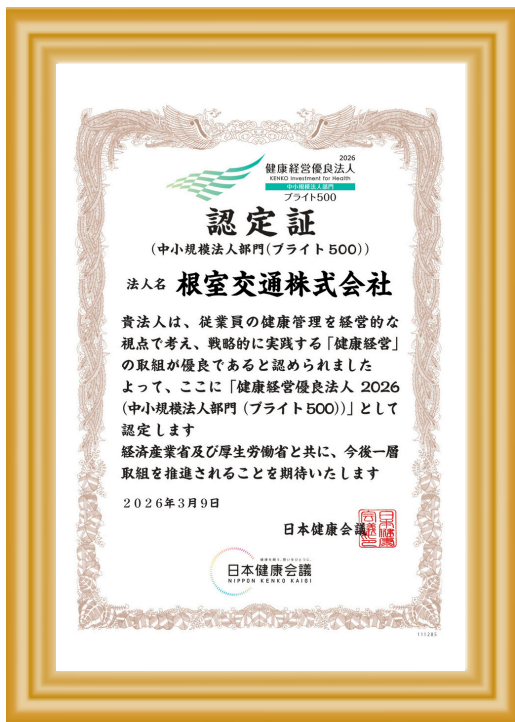 2026
健康経営優良法人
KENKO Investment for Health
中小規模法人部門
ブライト500
認定証
(中小規模法人部門(ブライト500))
法人名 根室交通株式会社
貴法人は、従業員の健康管理を経営的な
視点で考え、戦略的に実践する「健康経営」
の取組が優良であると認められました
よって、ここに「健康経営優良法人 2026
(中小規模法人部門（ブライト500))」として
認定します
経済産業省及び厚生労働省と共に、今後一層
取組を推進されることを期待いたします
2026年3月9日
日本健康会議
日本健康会議
NIPPON KENKO KAIGI
111285